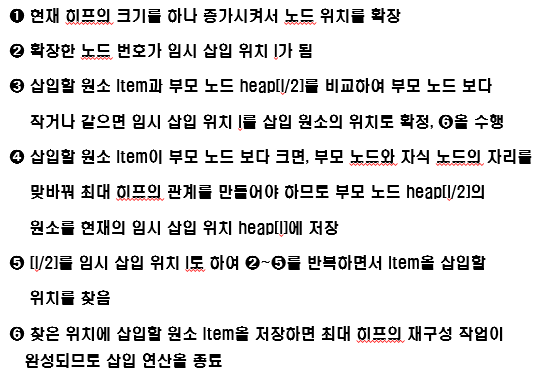 ❶ 현재 히프의 크기를 하나 증가시켜서 노드 위치를 확장
❷ 확장한 노드 번호가 임시 삽입 위치 i가 됨
❸ 삽입할 원소 item과 부모 노드 heap[i/2]를 비교하여 부모 노드 보다
작거나 같으면 임시 삽입 위치 i를 삽입 원소의 위치로 확정, ❻을 수행
❹ 삽입할 원소 item이 부모 노드 보다 크면, 부모 노드와 자식 노드의 자리를
맞바꿔 최대 히프의 관계를 만들어야 하므로 부모 노드 heap[i/2]의
원소를 현재의 임시 삽입 위치 heap[i]에 저장
❺ [i/2]를 임시 삽입 위치 i로 하여 ❷~❺를 반복하면서 item을 삽입할
위치를 찾음
❻ 찾은 위치에 삽입할 원소 item을 저장하면 최대 히프의 재구성 작업이
완성되므로 삽입 연산을 종료